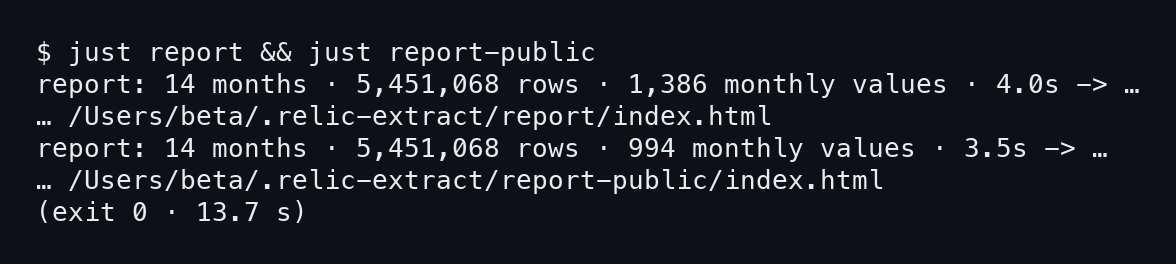 $ just report && just report-public
report: 14 months · 5,451,068 rows · 1,386 monthly values · 4.0s —> …
… /Users/beta/.relic-extract/report/index.html
report: 14 months · 5,451,068 rows · 994 monthly values · 3.5s —> …
… /Users/beta/.relic-extract/report-public/index.html
(exit 0 · 13.7 s)